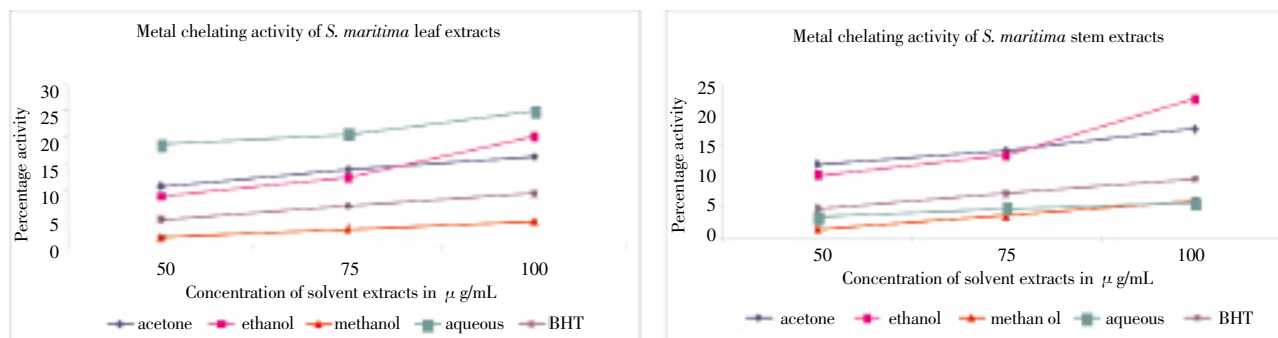 Metal chelating activity of S. maritima leaf extracts
Percentage activity
30
25
20
15
10
5
0
50 75 100
Concentration of solvent extracts in μ g/mL
acetone ethanol methanol aqueous BHT
Metal chelating activity of S. maritima stem extracts
Percentage activity
25
15
10
5
0
50 75 100
Concentration of solvent extracts in μ g/mL
acetone ethanol methan ol aqueous BHT